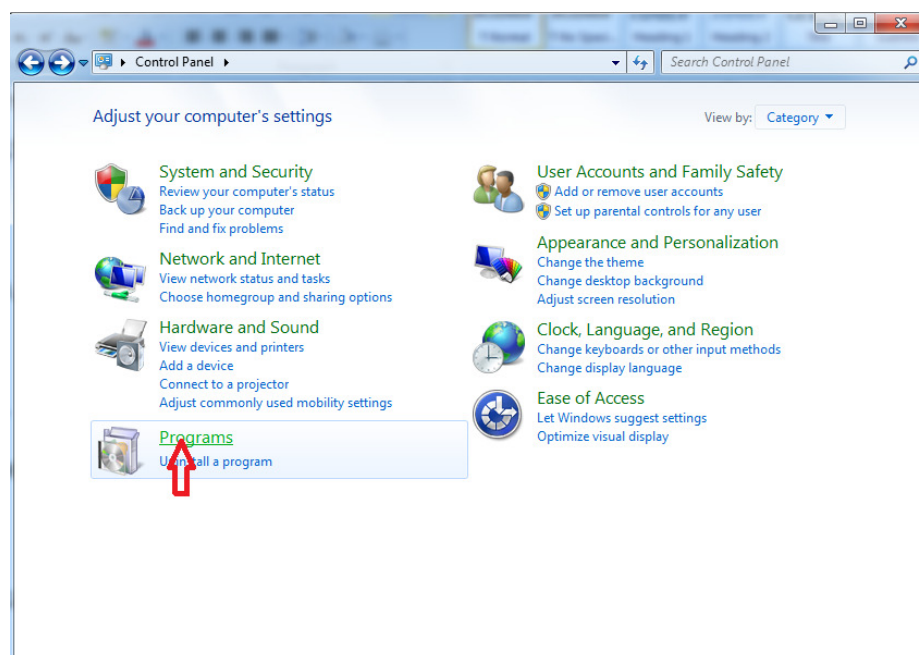 Control Panel
Search Control Panel
Adjust your computer's settings
View by: Category
System and Security
Review your computer's status
Back up your computer
Find and fix problems
Network and Internet
View network status and tasks
Choose homegroup and sharing options
Hardware and Sound
View devices and printers
Add a device
Connect to a projector
Adjust commonly used mobility settings
Programs
Uninstall a program
User Accounts and Family Safety
Add or remove user accounts
Set up parental controls for any user
Appearance and Personalization
Change the theme
Change desktop background
Adjust screen resolution
Clock, Language, and Region
Change keyboards or other input methods
Change display language
Ease of Access
Let Windows suggest settings
Optimize visual display